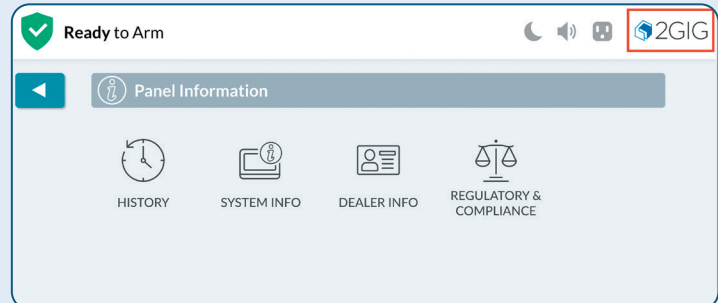 Ready to Arm
2GIG
Panel Information
HISTORY
SYSTEM INFO
DEALER INFO
REGULATORY &
COMPLIANCE